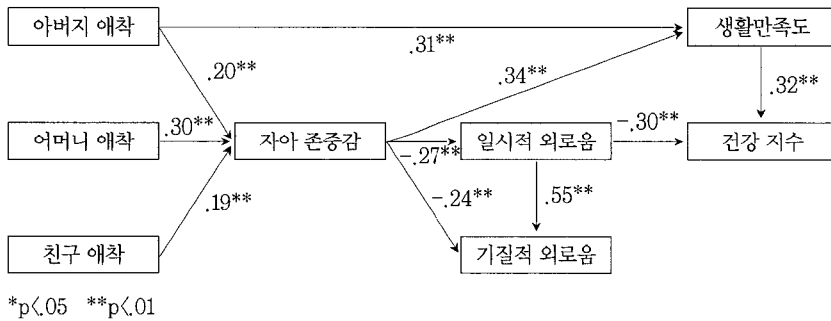 아버지 애착
.31**
생활만족도
.20**
.34**
.32**
어머니 애착
.30**
자아 존중감
-.27**
일시적 외로움
-.30**
건강 지수
.19**
-.24**
.55**
친구 애착
기질적 외로움
*p<.05 **p<.01